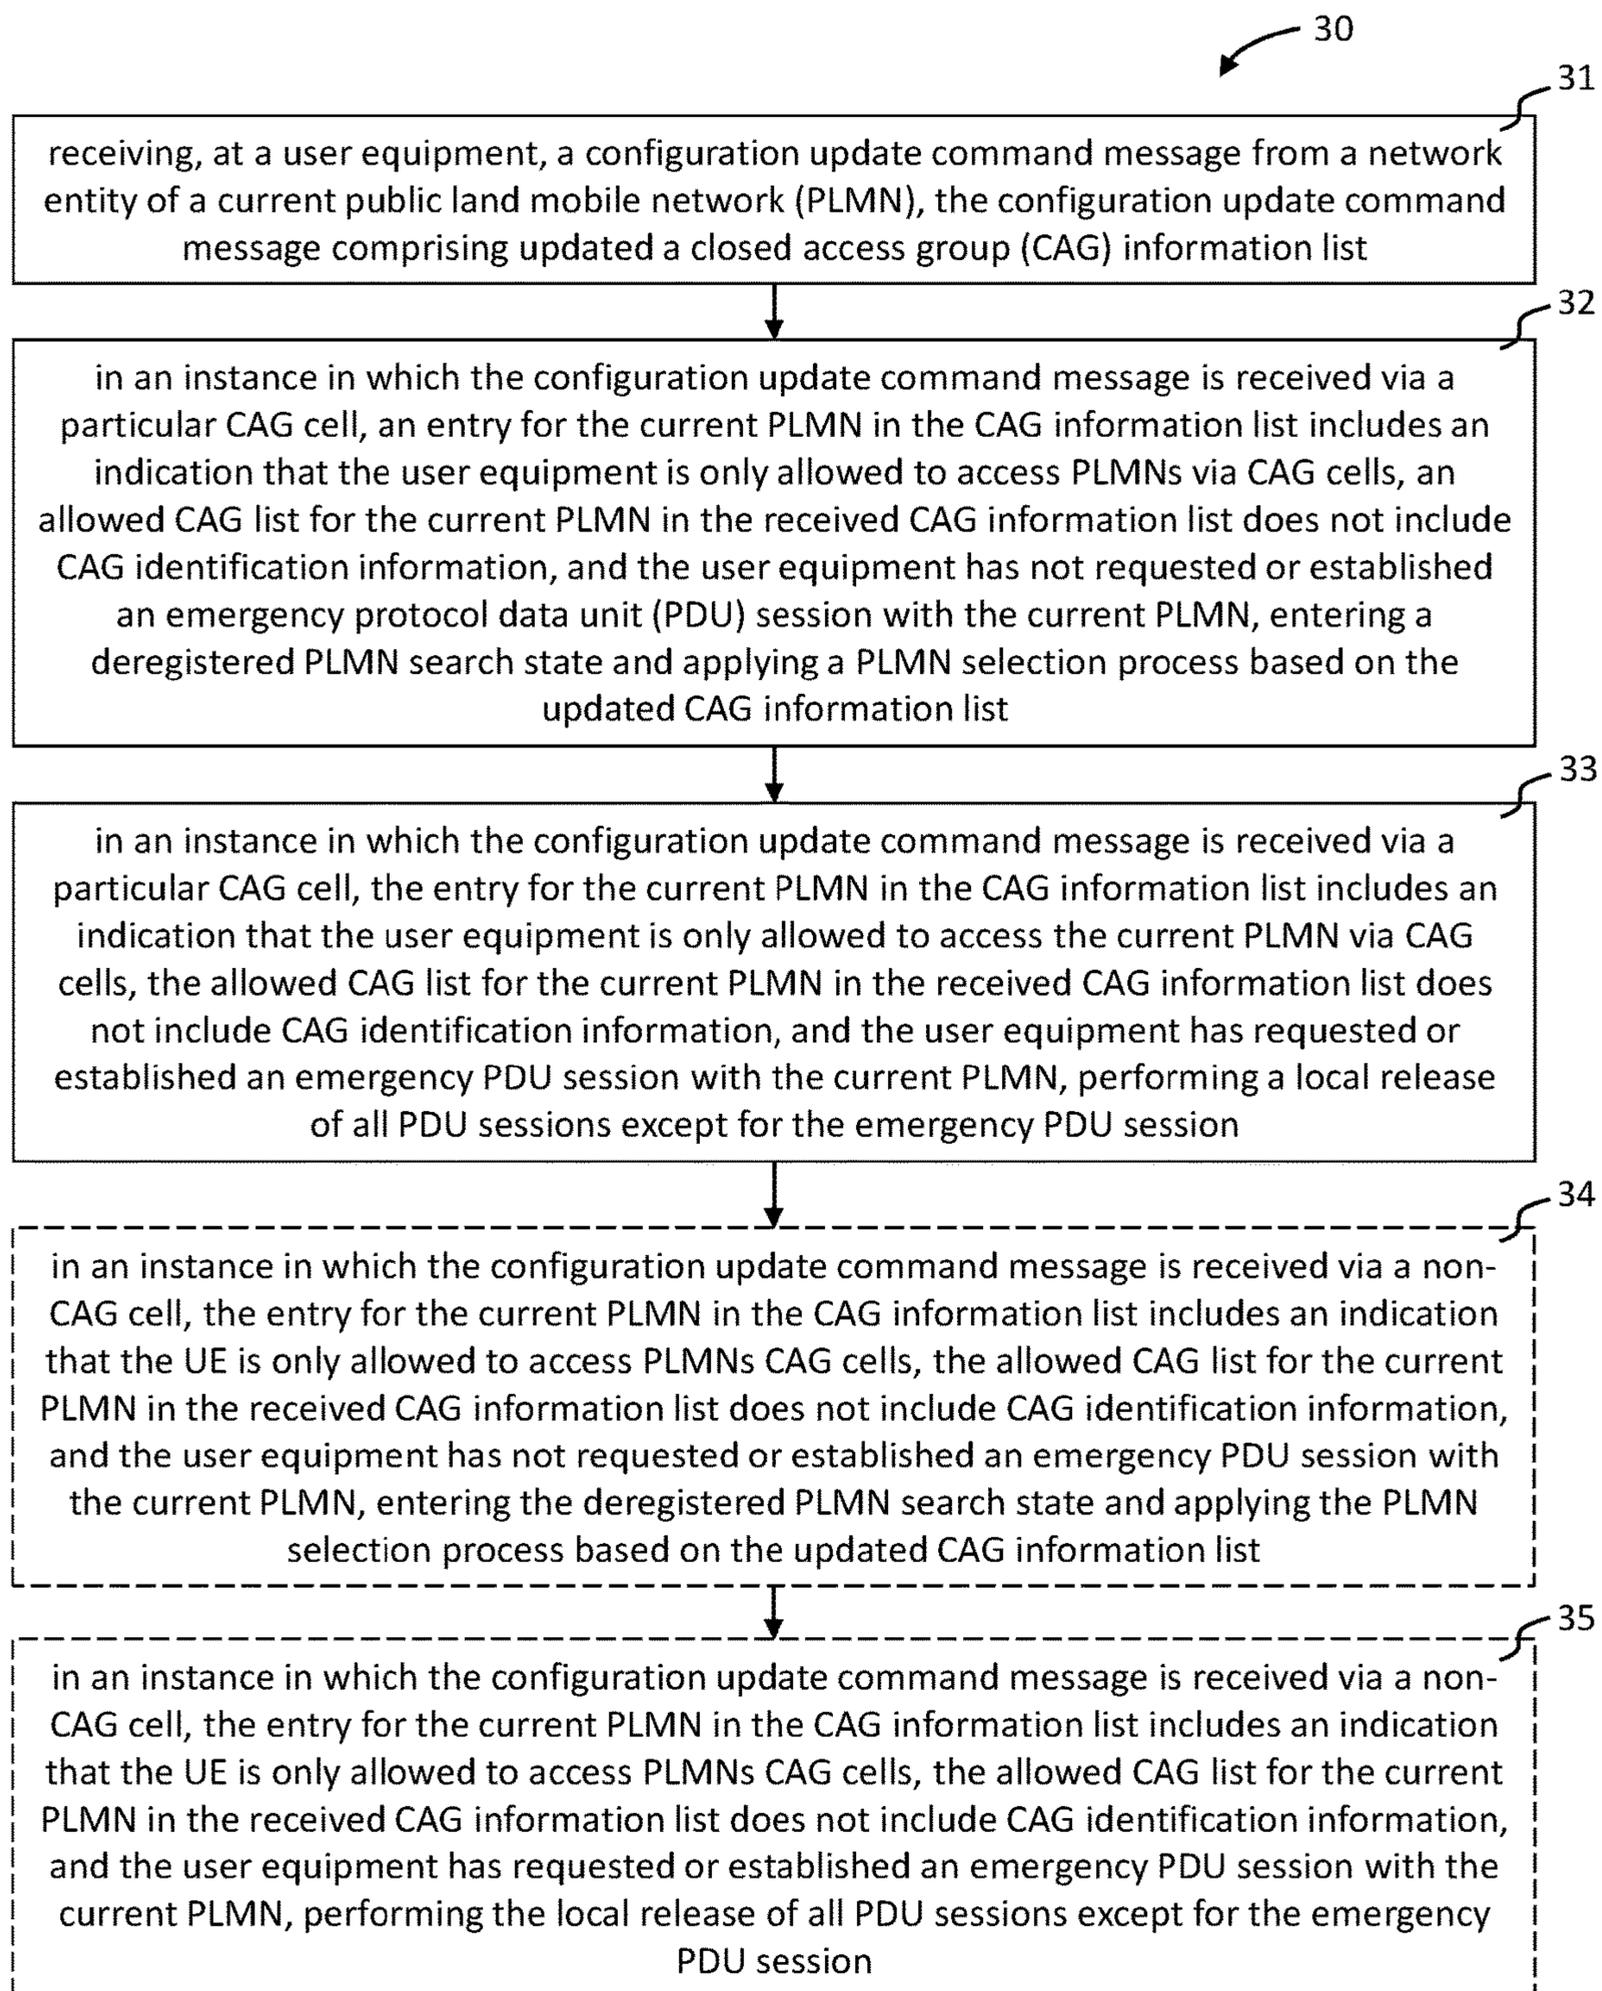 30
31
receiving, at a user equipment, a configuration update command message from a network
entity of a current public land mobile network (PLMN), the configuration update command
message comprising updated a closed access group (CAG) information list
32
in an instance in which the configuration update command message is received via a
particular CAG cell, an entry for the current PLMN in the CAG information list includes an
indication that the user equipment is only allowed to access PLMNs via CAG cells, an
allowed CAG list for the current PLMN in the received CAG information list does not include
CAG identification information, and the user equipment has not requested or established
an emergency protocol data unit (PDU) session with the current PLMN, entering a
deregistered PLMN search state and applying a PLMN selection process based on the
updated CAG information list
33
in an instance in which the configuration update command message is received via a
particular CAG cell, the entry for the current PLMN in the CAG information list includes an
indication that the user equipment is only allowed to access the current PLMN via CAG
cells, the allowed CAG list for the current PLMN in the received CAG information list does
not include CAG identification information, and the user equipment has requested or
established an emergency PDU session with the current PLMN, performing a local release
of all PDU sessions except for the emergency PDU session
34
in an instance in which the configuration update command message is received via a non-
CAG cell, the entry for the current PLMN in the CAG information list includes an indication
that the UE is only allowed to access PLMNs CAG cells, the allowed CAG list for the current
PLMN in the received CAG information list does not include CAG identification information,
and the user equipment has not requested or established an emergency PDU session with
the current PLMN, entering the deregistered PLMN search state and applying the PLMN
selection process based on the updated CAG information list
35
in an instance in which the configuration update command message is received via a non-
CAG cell, the entry for the current PLMN in the CAG information list includes an indication
that the UE is only allowed to access PLMNs CAG cells, the allowed CAG list for the current
PLMN in the received CAG information list does not include CAG identification information,
and the user equipment has requested or established an emergency PDU session with the
current PLMN, performing the local release of all PDU sessions except for the emergency
PDU session